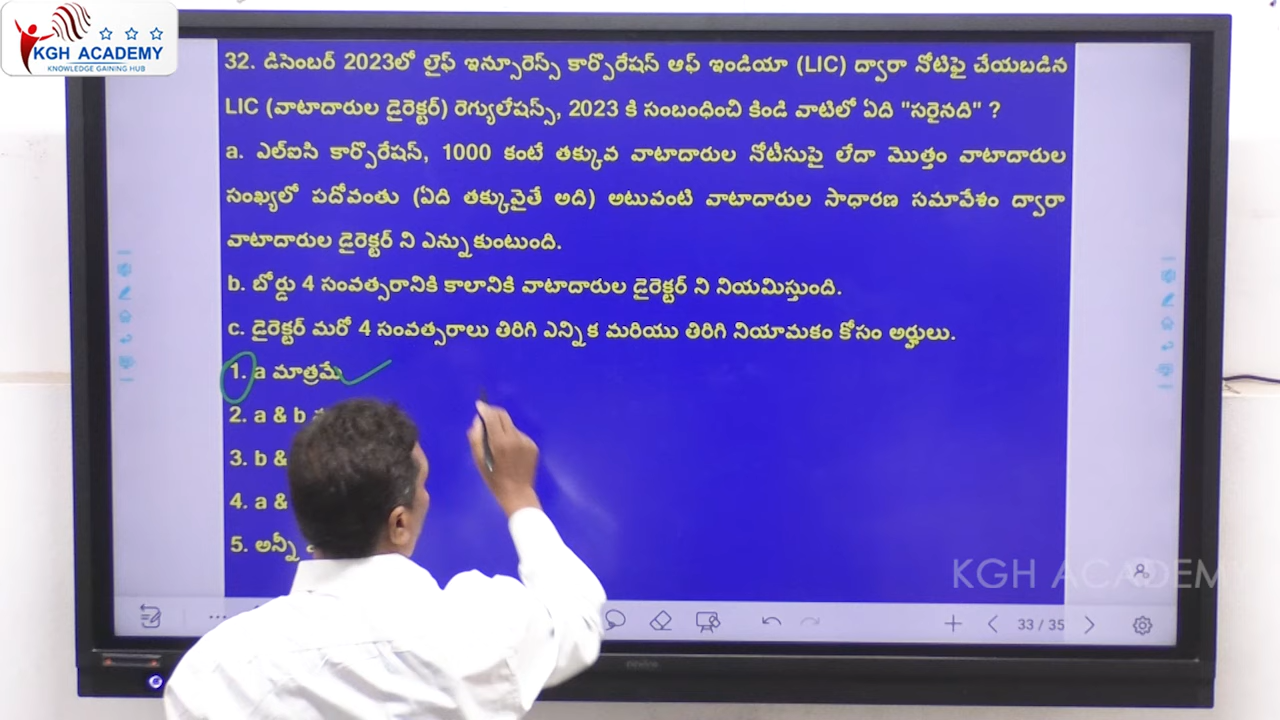 KGH ACADEMY
KNOWLEDGE GAINING HUB
32. డిసెంబర్ 2023లో లైఫ్ ఇన్సూరెన్స్ కార్పొరేషన్ ఆఫ్ ఇండియా (LIC) ద్వారా నోటిఫై చేయబడిన
LIC (వాటాదారుల డైరెక్టర్) రెగ్యులేషన్స్, 2023 కి సంబంధించి కింది వాటిలో ఏది "సరైనది" ?
a. ఎల్ఐసి కార్పొరేషన్, 1000 కంటే తక్కువ వాటాదారుల నోటీసుపై లేదా మొత్తం వాటాదారుల
సంఖ్యలో పదోవంతు (ఏది తక్కువైతే అది) అటువంటి వాటాదారుల సాధారణ సమావేశం ద్వారా
వాటాదారుల డైరెక్టర్ ని ఎన్నుకుంటుంది.
b. బోర్డు 4 సంవత్సరానికి కాలానికి వాటాదారుల డైరెక్టర్ ని నియమిస్తుంది.
c. డైరెక్టర్ మరో 4 సంవత్సరాలు తిరిగి ఎన్నిక మరియు తిరిగి నియామకం కోసం అర్హులు.
1. a మాత్రమే
2. a & b
3. b &
4. a &
5. అన్నీ
KGH ACADEMY
33 / 35